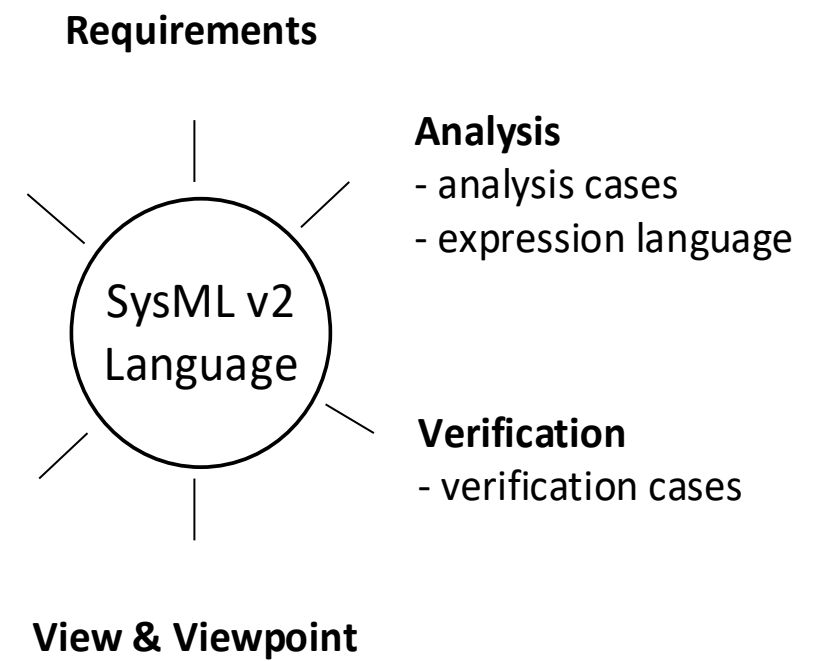 Requirements
Analysis
- analysis cases
- expression language
SysML v2
Language
Verification
- verification cases
View & Viewpoint